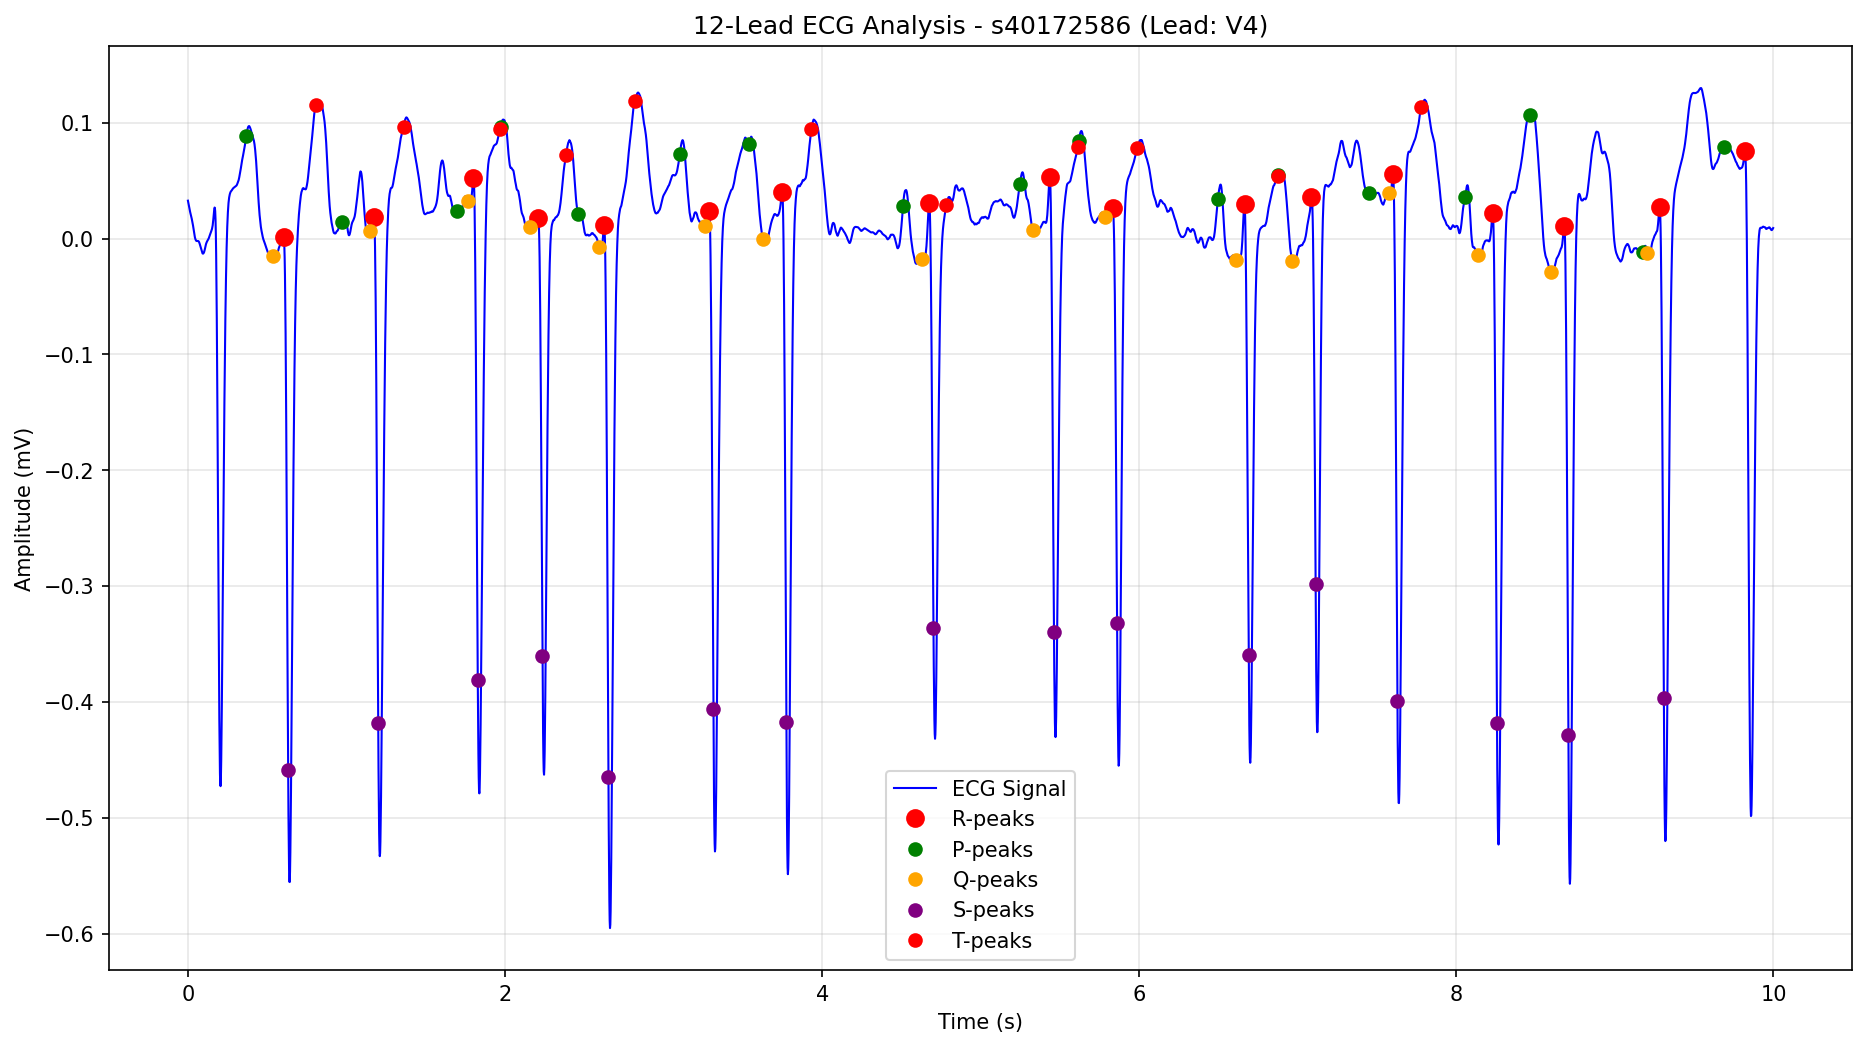 12-Lead ECG Analysis - s40172586 (Lead: V4)
Amplitude (mV)
0.1
0.0
−0.1
−0.2
−0.3
−0.4
−0.5
−0.6
ECG Signal
R-peaks
P-peaks
Q-peaks
S-peaks
T-peaks
0 2 4 6 8 10
Time (s)